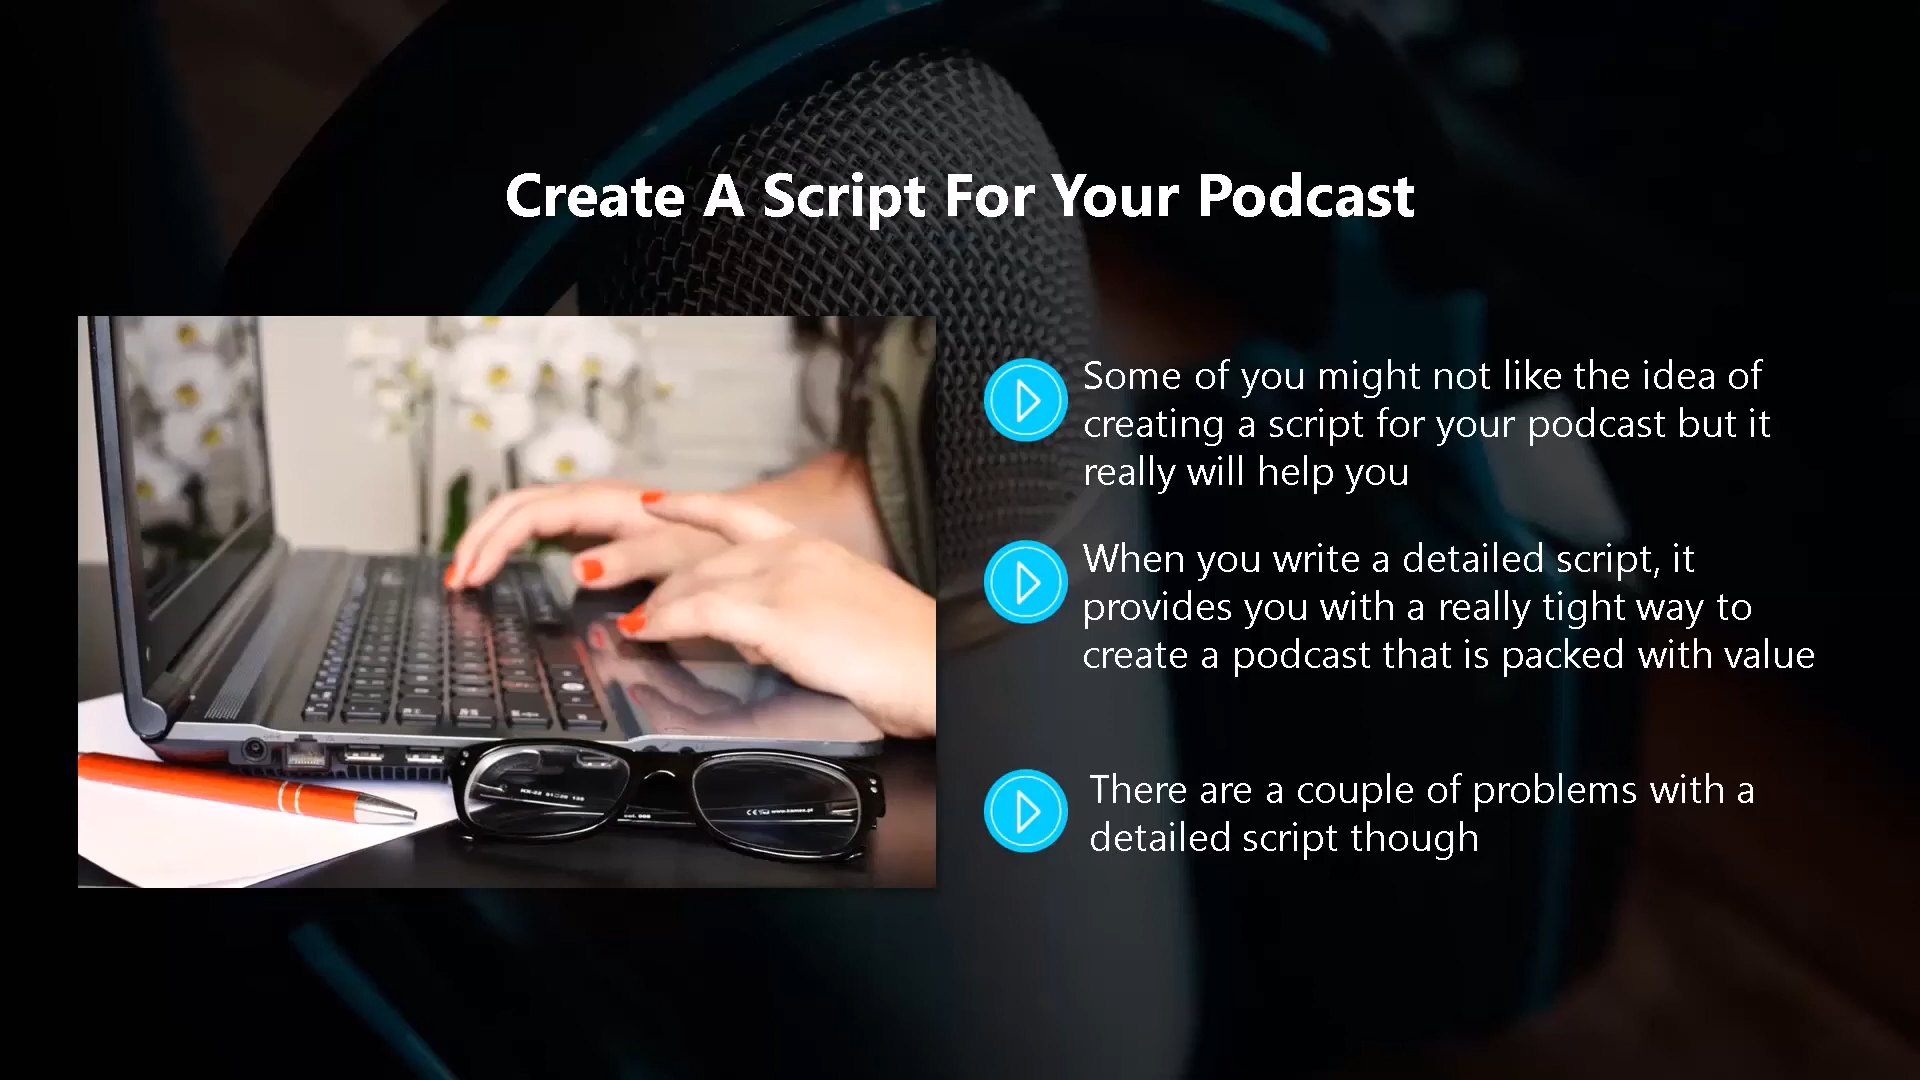 Create A Script For Your Podcast
Some of you might not like the idea of
creating a script for your podcast but it
really will help you
When you write a detailed script, it
provides you with a really tight way to
create a podcast that is packed with value
There are a couple of problems with a
detailed script though